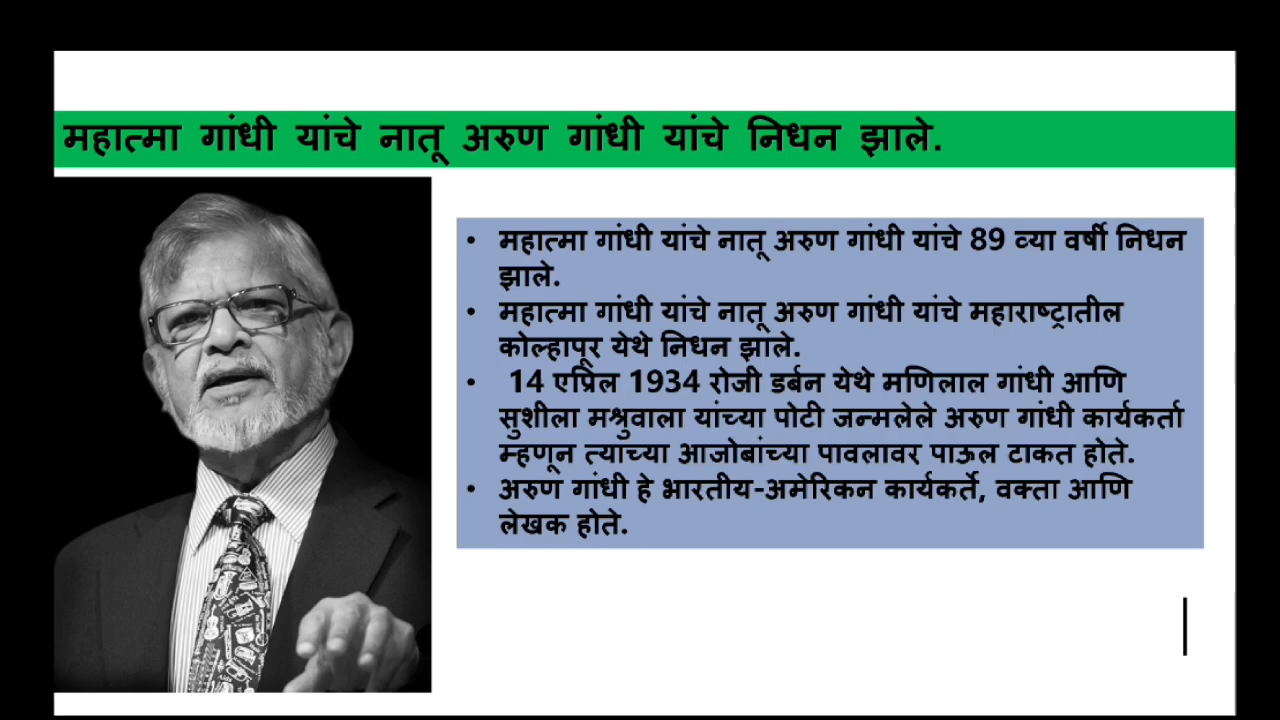 महात्मा गांधी यांचे नातू अरुण गांधी यांचे निधन झाले.
• महात्मा गांधी यांचे नातू अरुण गांधी यांचे 89 व्या वर्षी निधन
झाले.
• महात्मा गांधी यांचे नातू अरुण गांधी यांचे महाराष्ट्रातील
कोल्हापूर येथे निधन झाले.
• 14 एप्रिल 1934 रोजी डर्बन येथे मणिलाल गांधी आणि
सुशीला मश्रुवाला यांच्या पोटी जन्मलेले अरुण गांधी कार्यकर्ता
म्हणून त्यांच्या आजोबांच्या पावलावर पाऊल टाकत होते.
• अरुण गांधी हे भारतीय-अमेरिकन कार्यकर्ते, वक्ता आणि
लेखक होते.